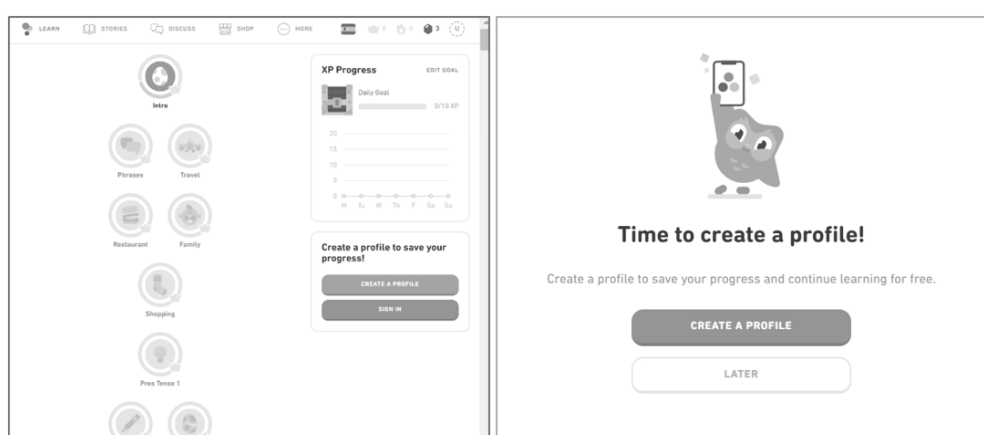 LEARN STORIES DISCUSS SHOP MORE 0 0 3 U
Intro
Phrases Travel
Restaurant Family
Shopping
Pres Tense 1
XP Progress EDIT GOAL
Daily Goal
0/10 XP
20
15
10
5
0
M Tu W Th F Sa Su
Create a profile to save your
progress!
CREATE A PROFILE
SIGN IN
Time to create a profile!
Create a profile to save your progress and continue learning for free.
CREATE A PROFILE
LATER